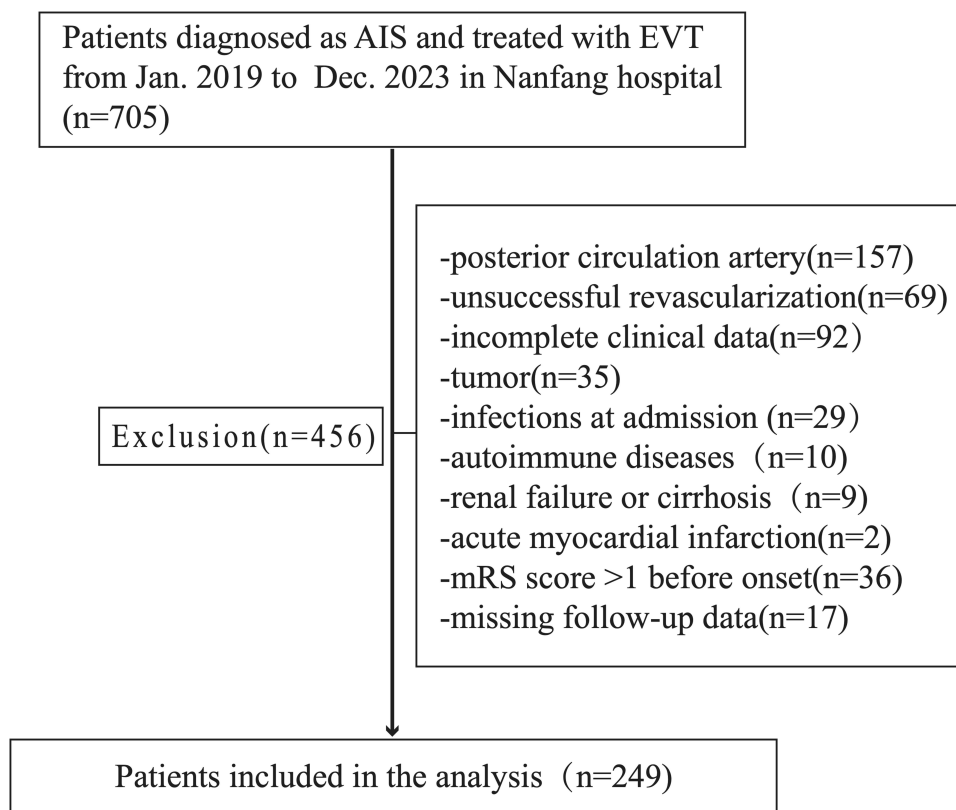 Patients diagnosed as AIS and treated with EVT
from Jan. 2019 to Dec. 2023 in Nanfang hospital
(n=705)
-posterior circulation artery(n=157)
-unsuccessful revascularization(n=69)
-incomplete clinical data(n=92）
-tumor(n=35)
-infections at admission (n=29）
-autoimmune diseases（n=10)
-renal failure or cirrhosis（n=9)
-acute myocardial infarction(n=2)
-mRS score >1 before onset(n=36)
-missing follow-up data(n=17)
Exclusion(n=456)
Patients included in the analysis（n=249)